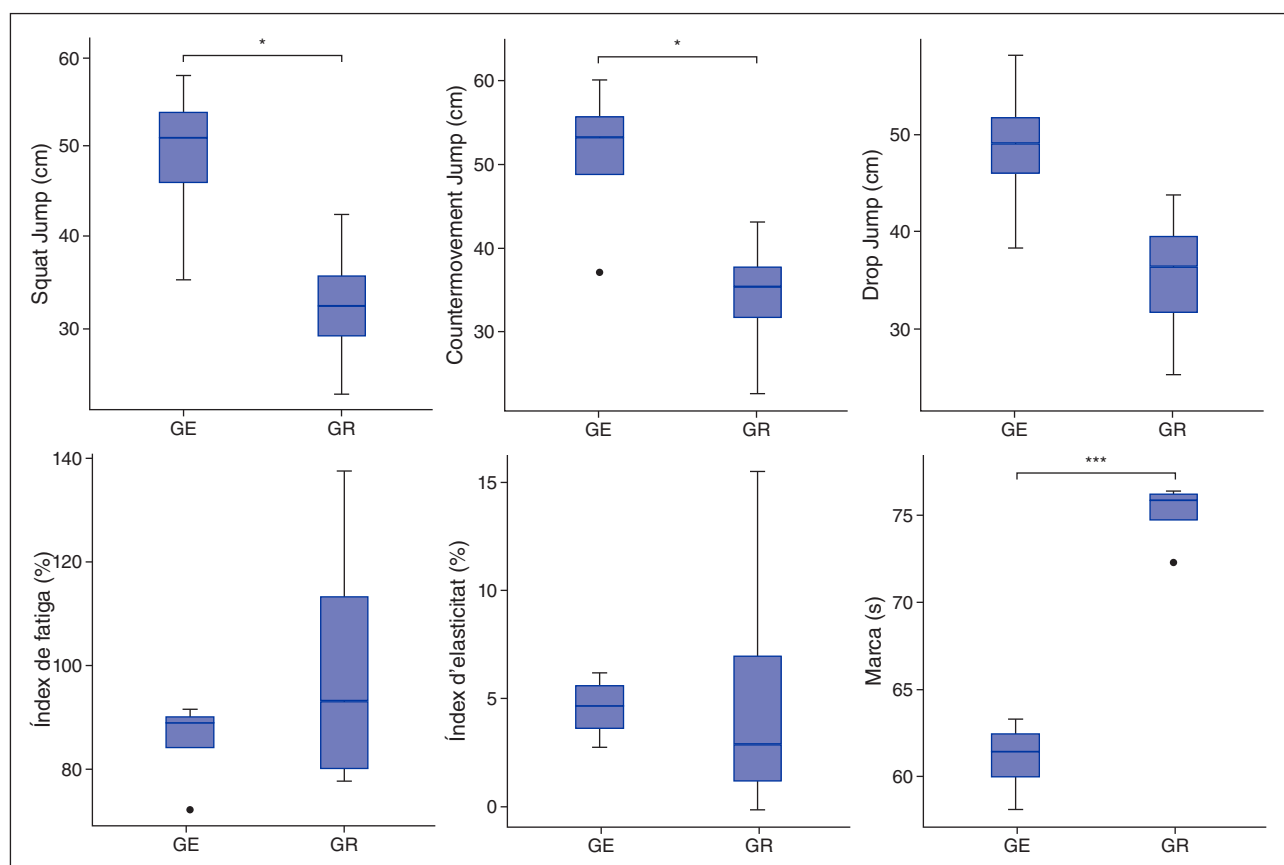 Squat Jump (cm)
60
50
40
30
*
GE GR
Countermovement Jump (cm)
60
50
40
30
*
GE GR
Drop Jump (cm)
50
40
30
GE GR
Índex de fatiga (%)
140
120
100
80
GE GR
Índex d'elasticitat (%)
15
10
5
0
GE GR
Marca (s)
75
70
65
60
***
GE GR